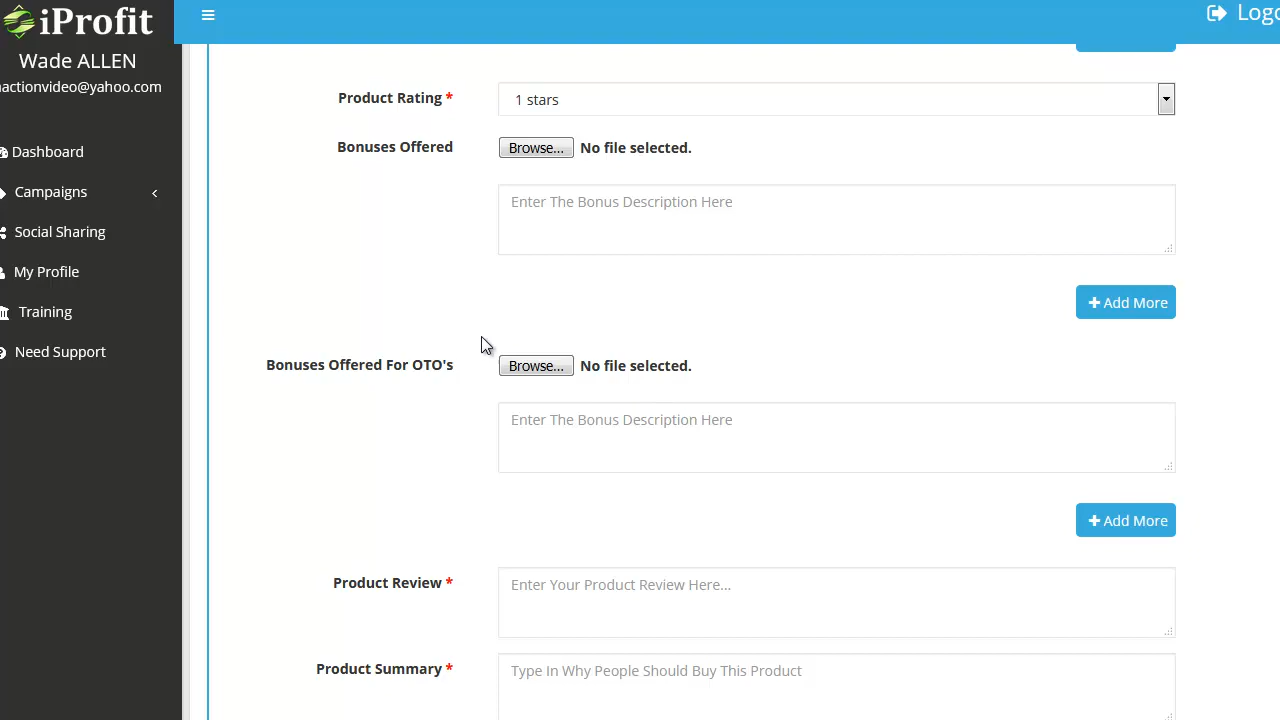 iProfit
Logo
Wade ALLEN
actionvideo@yahoo.com
Product Rating *
1 stars
Dashboard
Bonuses Offered
Browse...
No file selected.
Campaigns
Enter The Bonus Description Here
Social Sharing
My Profile
Training
+ Add More
Need Support
Bonuses Offered For OTO's
Browse...
No file selected.
Enter The Bonus Description Here
+ Add More
Product Review *
Enter Your Product Review Here...
Product Summary *
Type In Why People Should Buy This Product